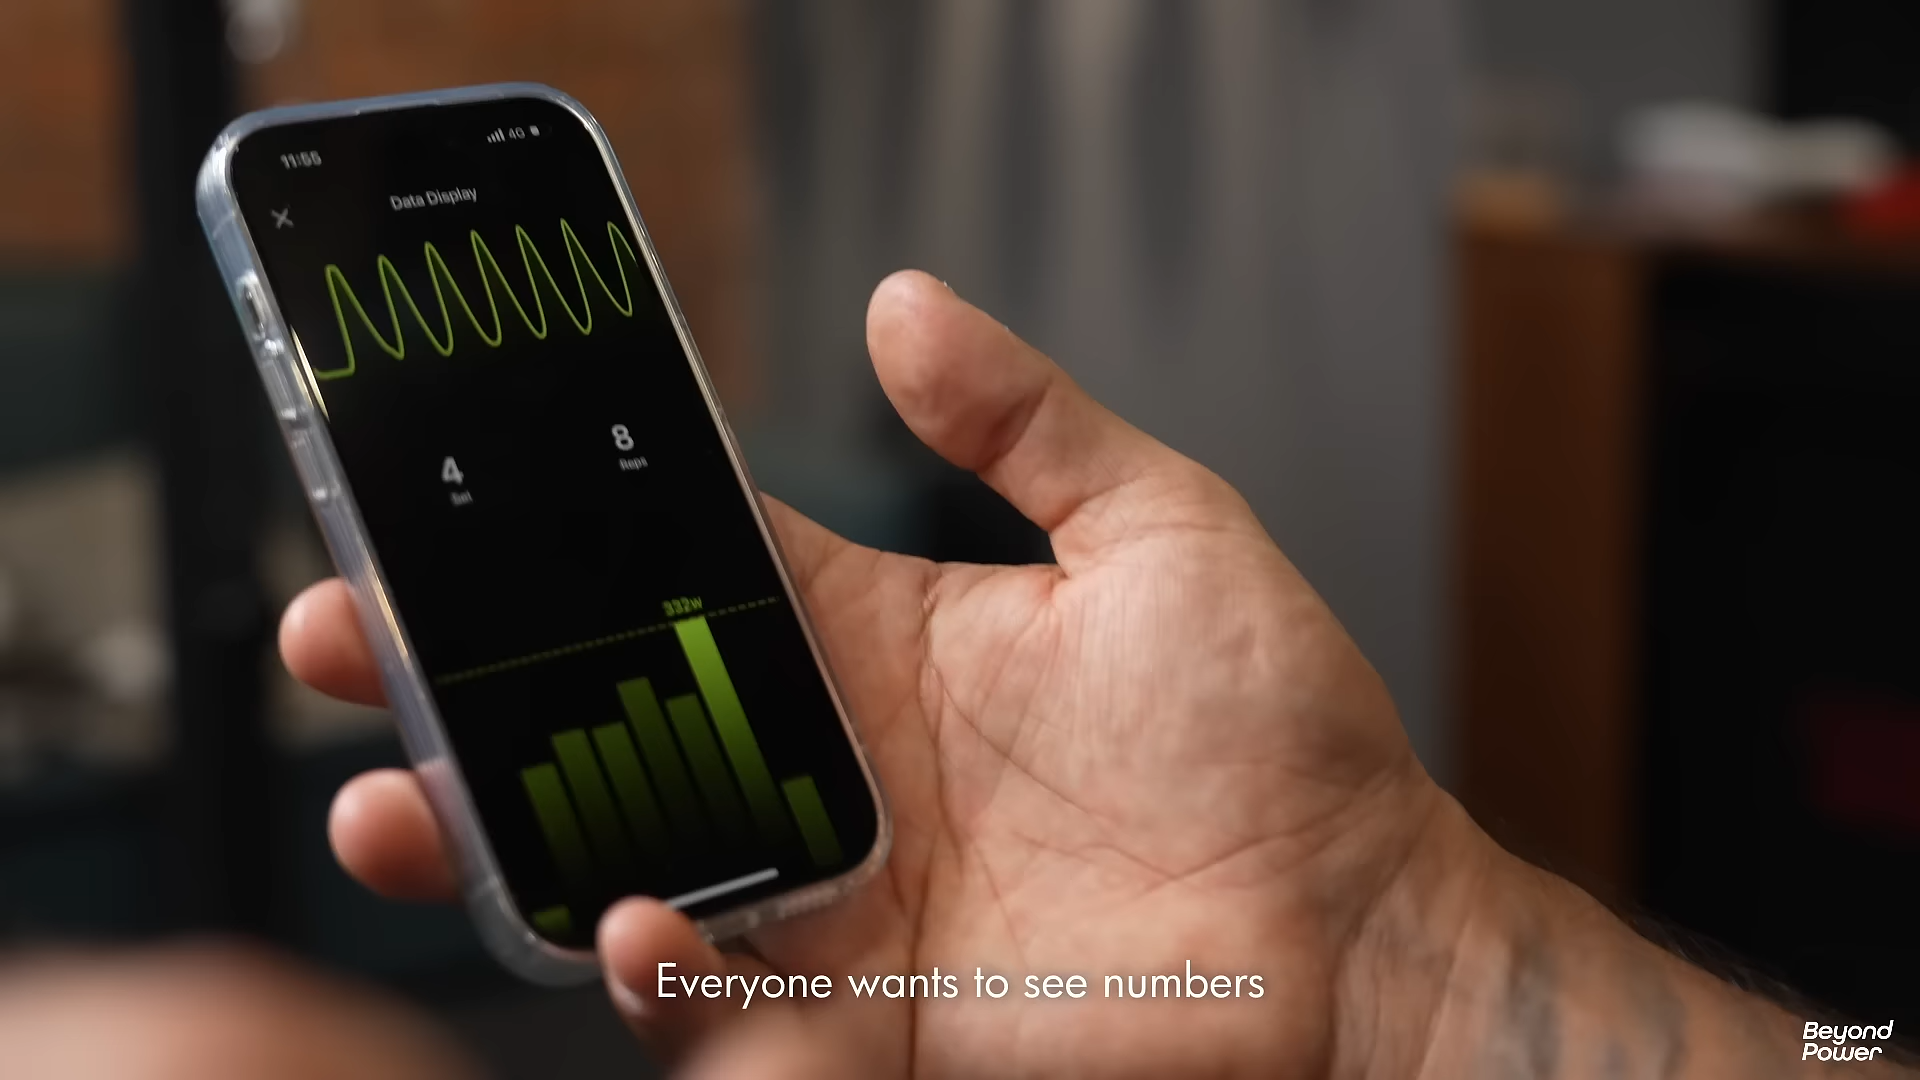 11:55
4G
Data Display
4
Set
8
Reps
332w
Everyone wants to see numbers
Beyond
Power